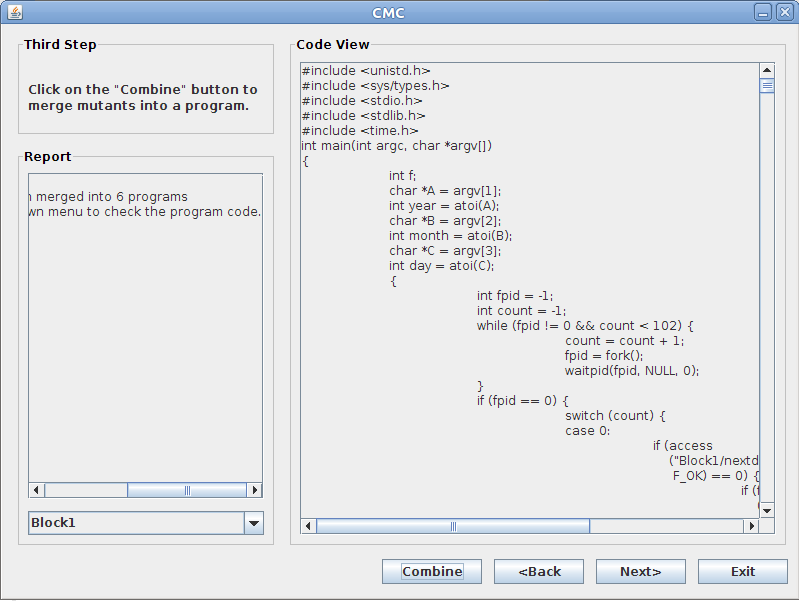 CMC
Third Step
Click on the "Combine" button to
merge mutants into a program.
Report
merged into 6 programs
menu to check the program code.
Block1
Code View
#include <unistd.h>
#include <sys/types.h>
#include <stdio.h>
#include <stdlib.h>
#include <time.h>
int main(int argc, char *argv[])
{
int f;
char *A = argv[1];
int year = atoi(A);
char *B = argv[2];
int month = atoi(B);
char *C = argv[3];
int day = atoi(C);
{
int fpid = -1;
int count = -1;
while (fpid != 0 && count < 102) {
count = count + 1;
fpid = fork();
waitpid(fpid, NULL, 0);
}
if (fpid == 0) {
switch (count) {
case 0:
if (access
("Block1/nextd
F_OK) == 0) {
if (
Combine
<Back
Next>
Exit